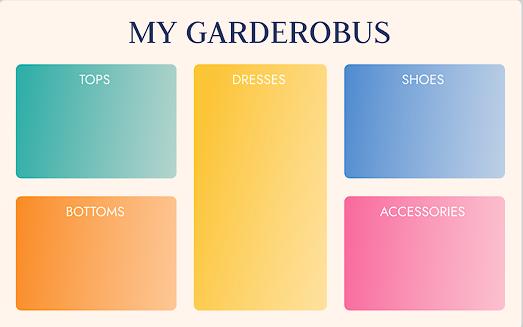 MY GARDEROBUS
TOPS
DRESSES
SHOES
BOTTOMS
ACCESSORIES